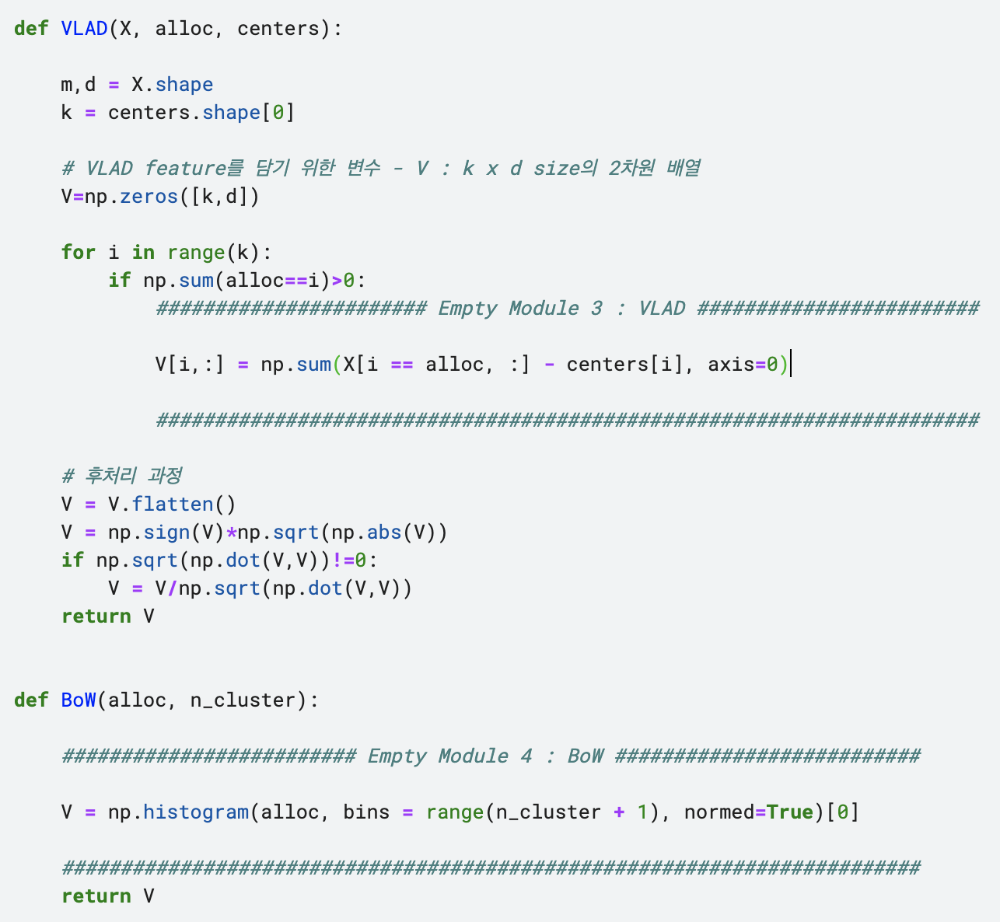 def VLAD(X, alloc, centers):
m,d = X.shape
k = centers.shape[0]
# VLAD feature를 담기 위한 변수 - V : k x d size의 2차원 배열
V=np.zeros([k,d])
for i in range(k):
if np.sum(alloc==i)>0:
####################### Empty Module 3 : VLAD ########################
V[i,:] = np.sum(X[i == alloc, :] - centers[i], axis=0)
######################################################################
# 후처리 과정
V = V.flatten()
V = np.sign(V)*np.sqrt(np.abs(V))
if np.sqrt(np.dot(V,V))!=0:
V = V/np.sqrt(np.dot(V,V))
return V
def BoW(alloc, n_cluster):
######################### Empty Module 4 : BoW ##########################
V = np.histogram(alloc, bins = range(n_cluster + 1), normed=True)[0]
#########################################################################
return V